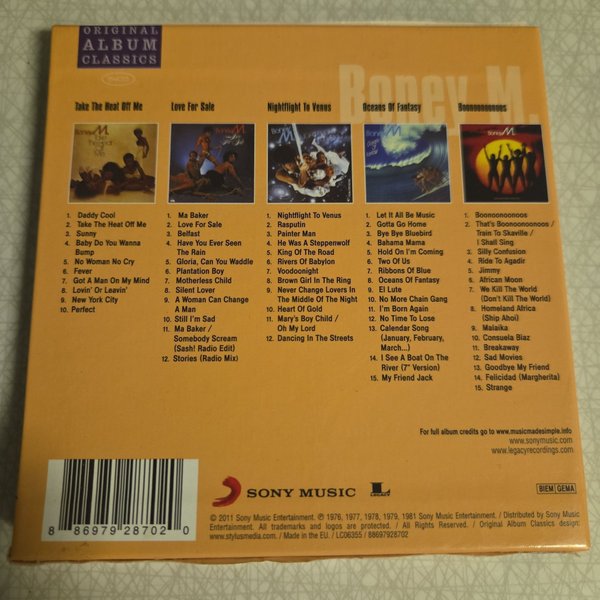 ORIGINAL
ALBUM
CLASSICS
Boney M.
Take The Heat Off Me
Love For Sale
Nightflight To Venus
Oceans Of Fantasy
Boonoonoonoos
1. Daddy Cool
2. Take The Heat Off Me
3. Sunny
4. Baby Do You Wanna
Bump
5. No Woman No Cry
6. Fever
7. Got A Man On My Mind
8. Lovin' Or Leavin'
9. New York City
10. Perfect
1. Ma Baker
2. Love For Sale
3. Belfast
4. Have You Ever Seen
The Rain
5. Gloria, Can You Waddle
6. Plantation Boy
7. Motherless Child
8. Silent Lover
9. A Woman Can Change
A Man
10. Still I'm Sad
11. Ma Baker /
Somebody Scream
(Sash! Radio Edit)
12. Stories (Radio Mix)
1. Nightflight To Venus
2. Rasputin
3. Painter Man
4. He Was A Steppenwolf
5. King Of The Road
6. Rivers Of Babylon
7. Voodoonight
8. Brown Girl In The Ring
9. Never Change Lovers In
The Middle Of The Night
10. Heart Of Gold
11. Mary's Boy Child /
Oh My Lord
12. Dancing In The Streets
1. Let It All Be Music
2. Gotta Go Home
3. Bye Bye Bluebird
4. Bahama Mama
5. Hold On I'm Coming
6. Two Of Us
7. Ribbons Of Blue
8. Oceans Of Fantasy
9. El Lute
10. No More Chain Gang
11. I'm Born Again
12. No Time To Lose
13. Calendar Song
(January, February,
March...)
14. I See A Boat On The
River (7" Version)
15. My Friend Jack
1. Boonoonoonoos
2. That's Boonoonoonoos /
Train To Skaville /
I Shall Sing
3. Silly Confusion
4. Ride To Agadir
5. Jimmy
6. African Moon
7. We Kill The World
(Don't Kill The World)
8. Homeland Africa
(Ship Ahoi)
9. Malaika
10. Consuela Biaz
11. Breakaway
12. Sad Movies
13. Goodbye My Friend
14. Felicidad (Margherita)
15. Strange
For full album credits go to www.musicmadesimple.info
www.sonymusic.com
www.legacyrecordings.com
8 86979 28702 0
SONY MUSIC
LEGACY
BIEM GEMA
© 2011 Sony Music Entertainment. ℗ 1976, 1977, 1978, 1979, 1981 Sony Music Entertainment. / Distributed by Sony Music
Entertainment. All trademarks and logos are protected. / All Rights Reserved. / Original Album Classics design:
www.stylusmedia.com. / Made in the EU. / LC06355 / 88697928702